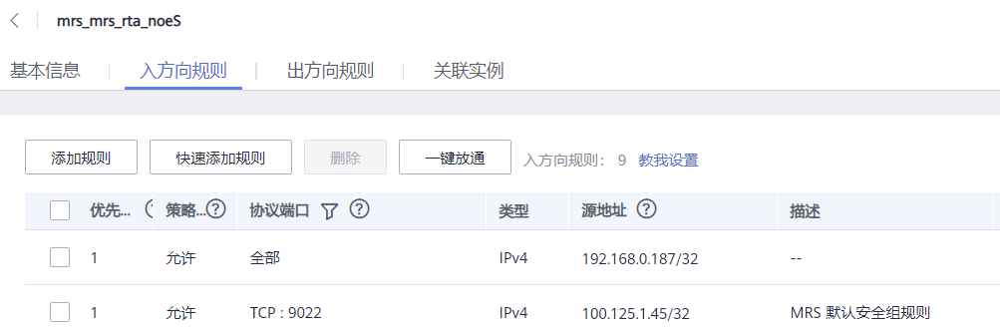 mrs_mrs_rta_noeS
基本信息 入方向规则 出方向规则 关联实例
添加规则 快速添加规则 删除 一键放通 入方向规则： 9 教我设置
优先... 策略... 协议端口 类型 源地址 描述
1 允许 全部 IPv4 192.168.0.187/32 --
1 允许 TCP : 9022 IPv4 100.125.1.45/32 MRS 默认安全组规则